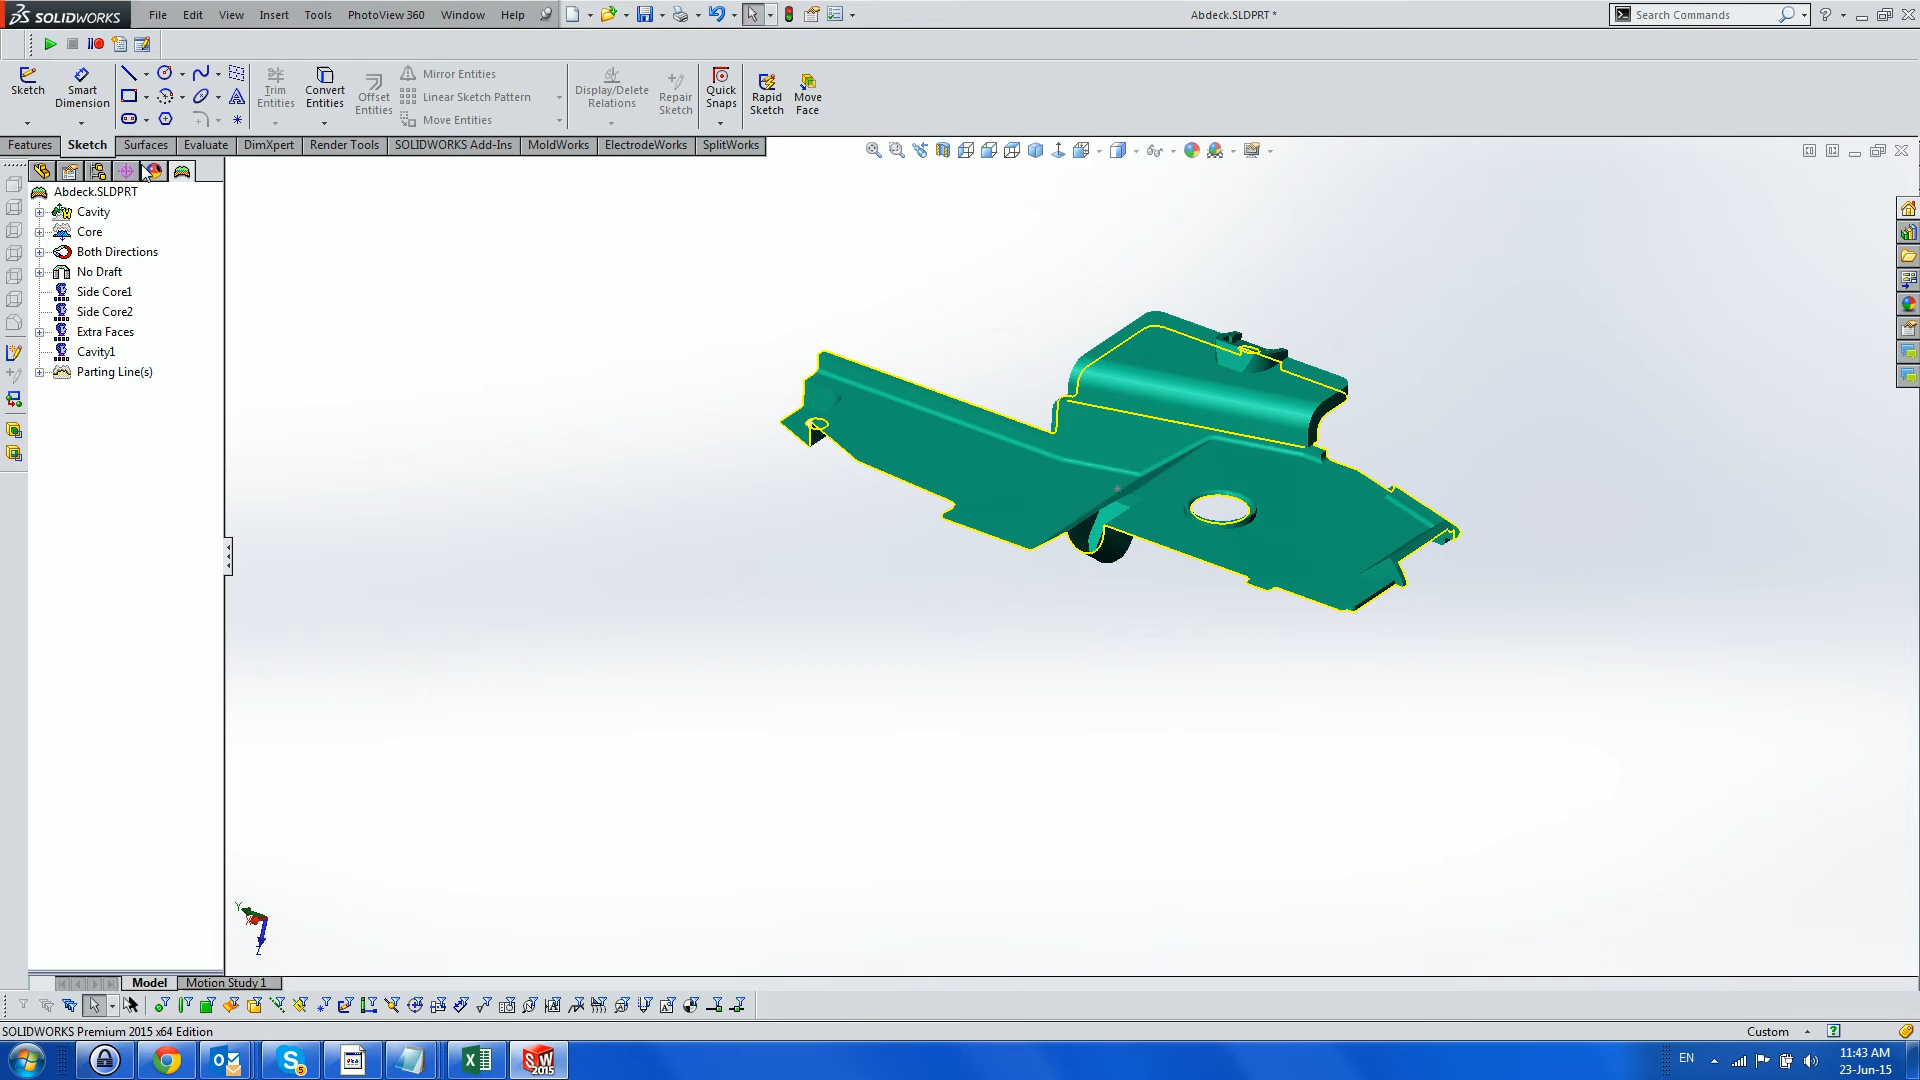 SOLIDWORKS File Edit View Insert Tools PhotoView 360 Window Help Abdeck.SLDPRT * Search Commands
Sketch
Smart Dimension
Trim Entities
Convert Entities
Offset Entities
Mirror Entities
Linear Sketch Pattern
Move Entities
Display/Delete Relations
Repair Sketch
Quick Snaps
Rapid Sketch
Move Face
Features Sketch Surfaces Evaluate DimXpert Render Tools SOLIDWORKS Add-Ins MoldWorks ElectrodeWorks SplitWorks
Abdeck.SLDPRT
Cavity
Core
Both Directions
No Draft
Side Core1
Side Core2
Extra Faces
Cavity1
Parting Line(s)
Y
X
Z
Model Motion Study 1
SOLIDWORKS Premium 2015 x64 Edition Custom
EN 11:43 AM
23-Jun-15